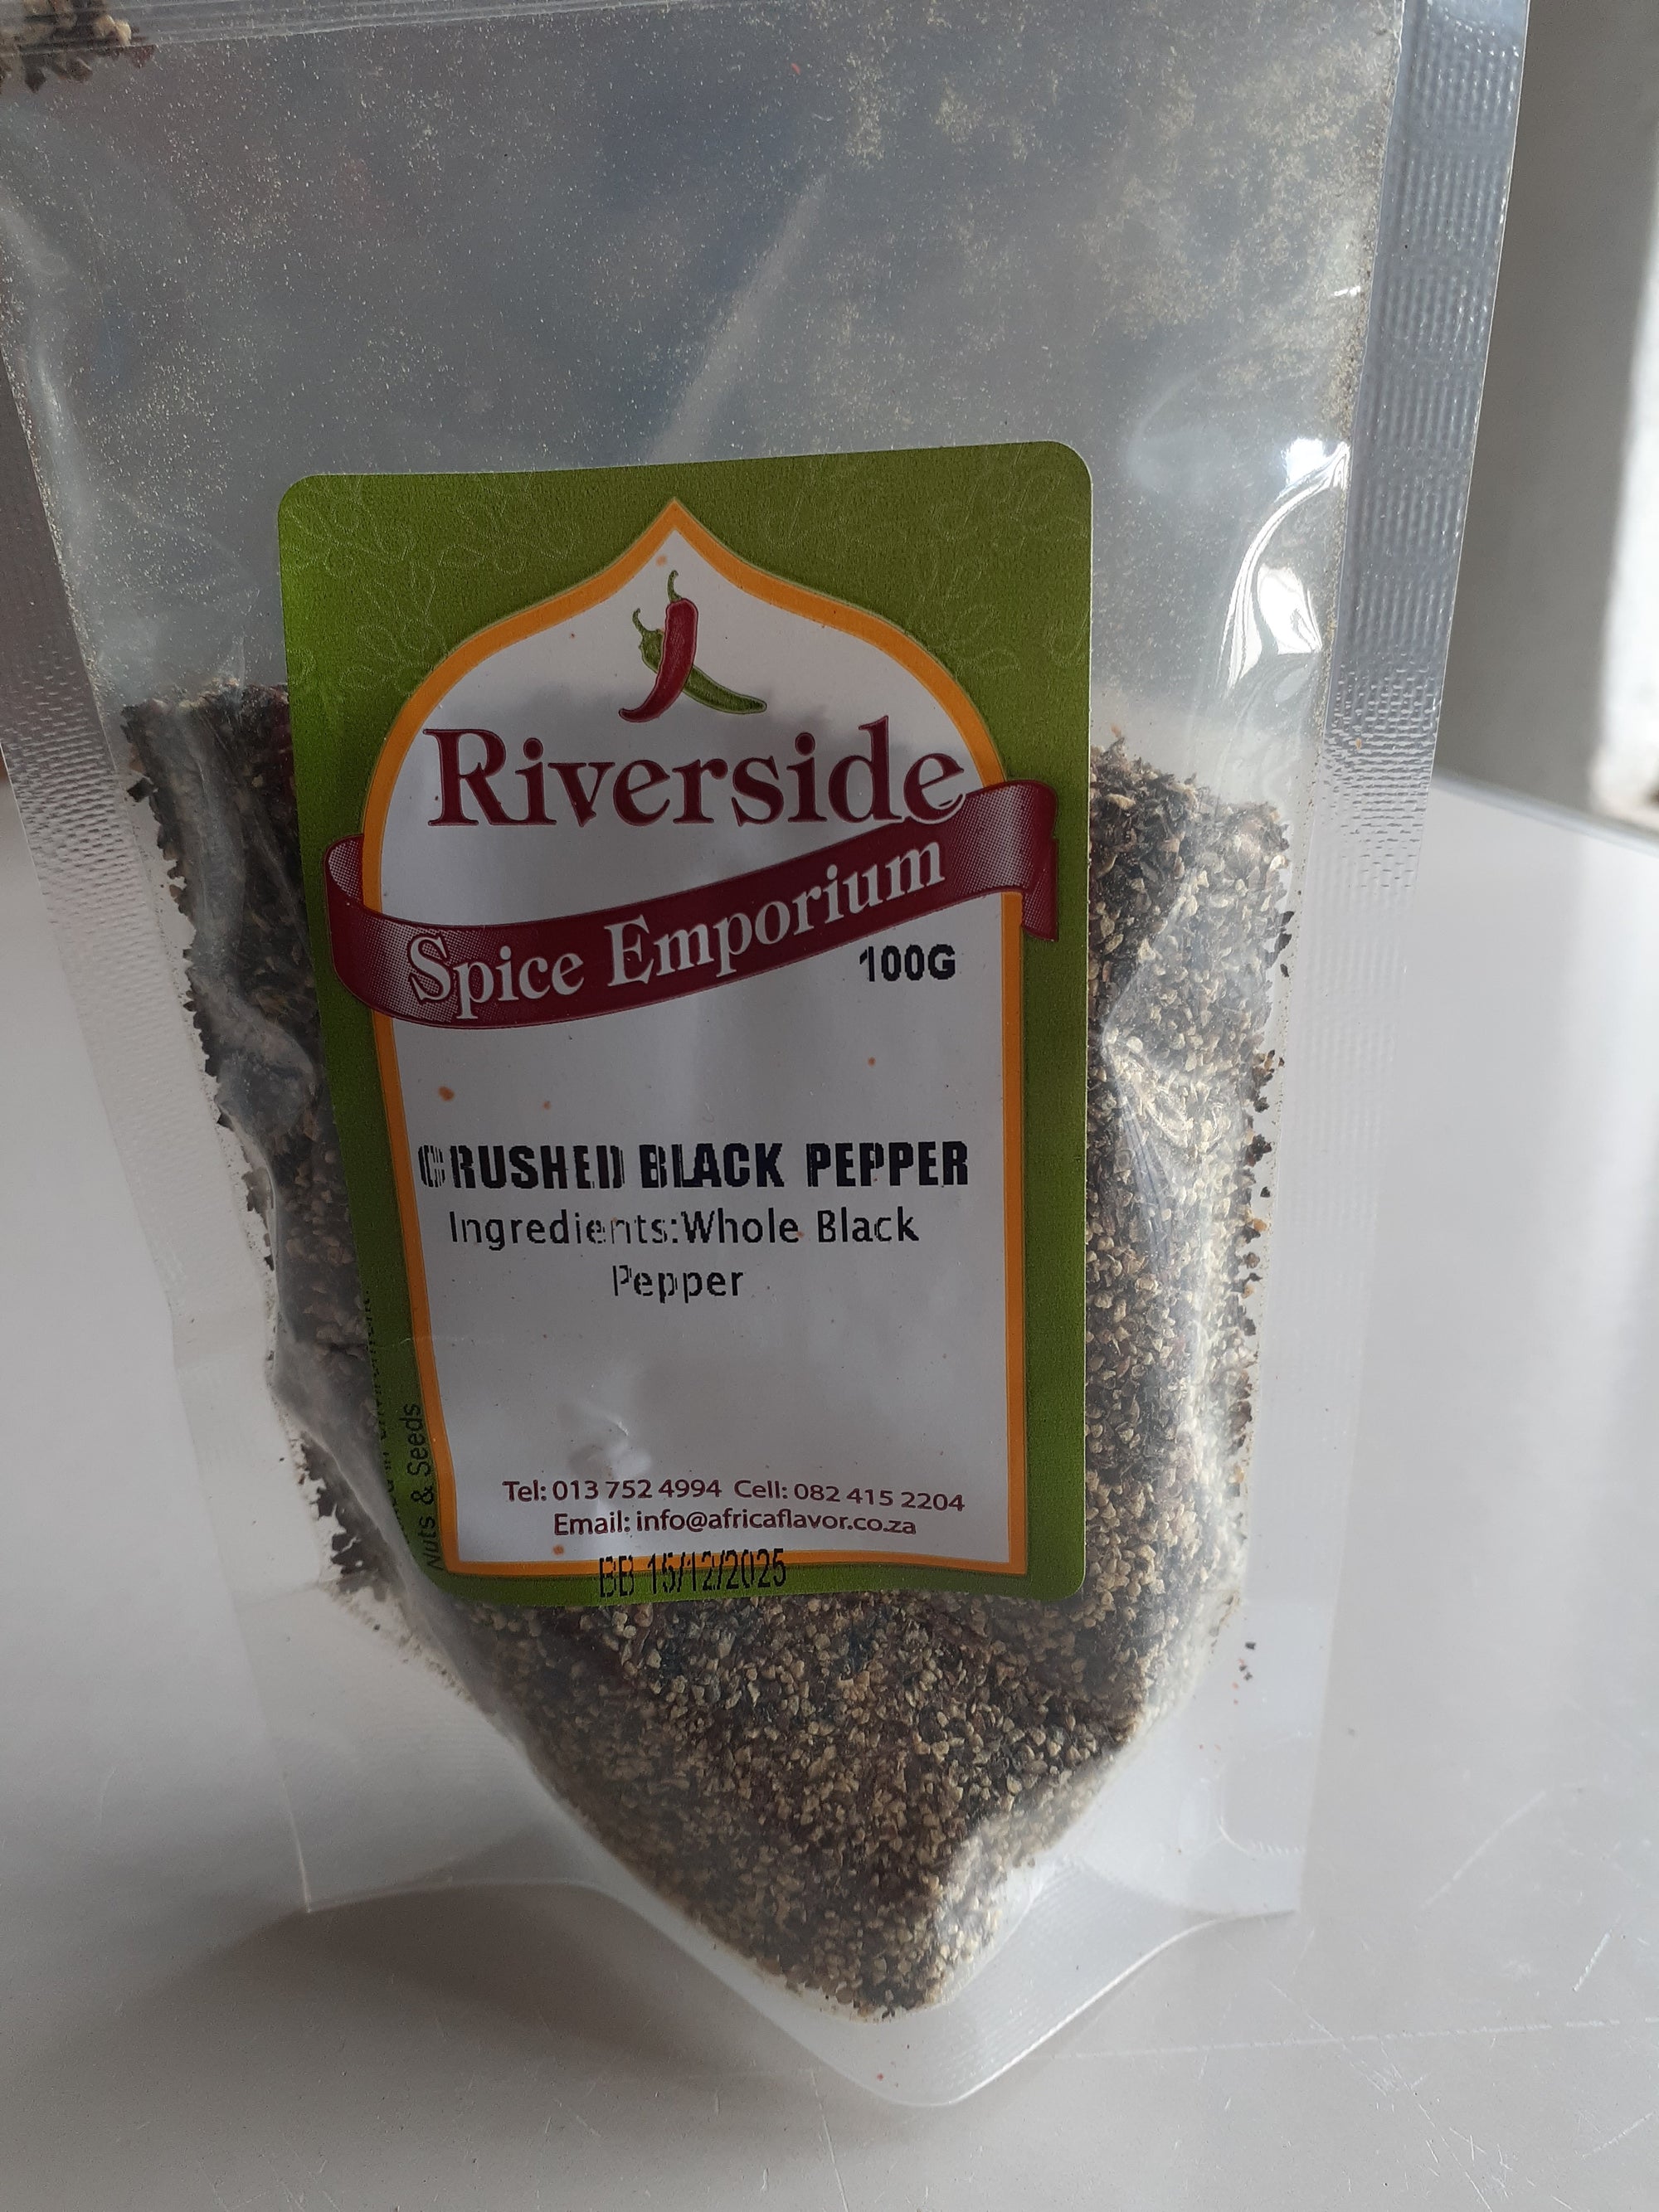 Riverside
Spice Emporium
100G
CRUSHED BLACK PEPPER
Ingredients:Whole Black
Pepper
Tel: 013 752 4994 Cell: 082 415 2204
Email: info@africaflavor.co.za
BB 15/12/2025
Nuts & Seeds